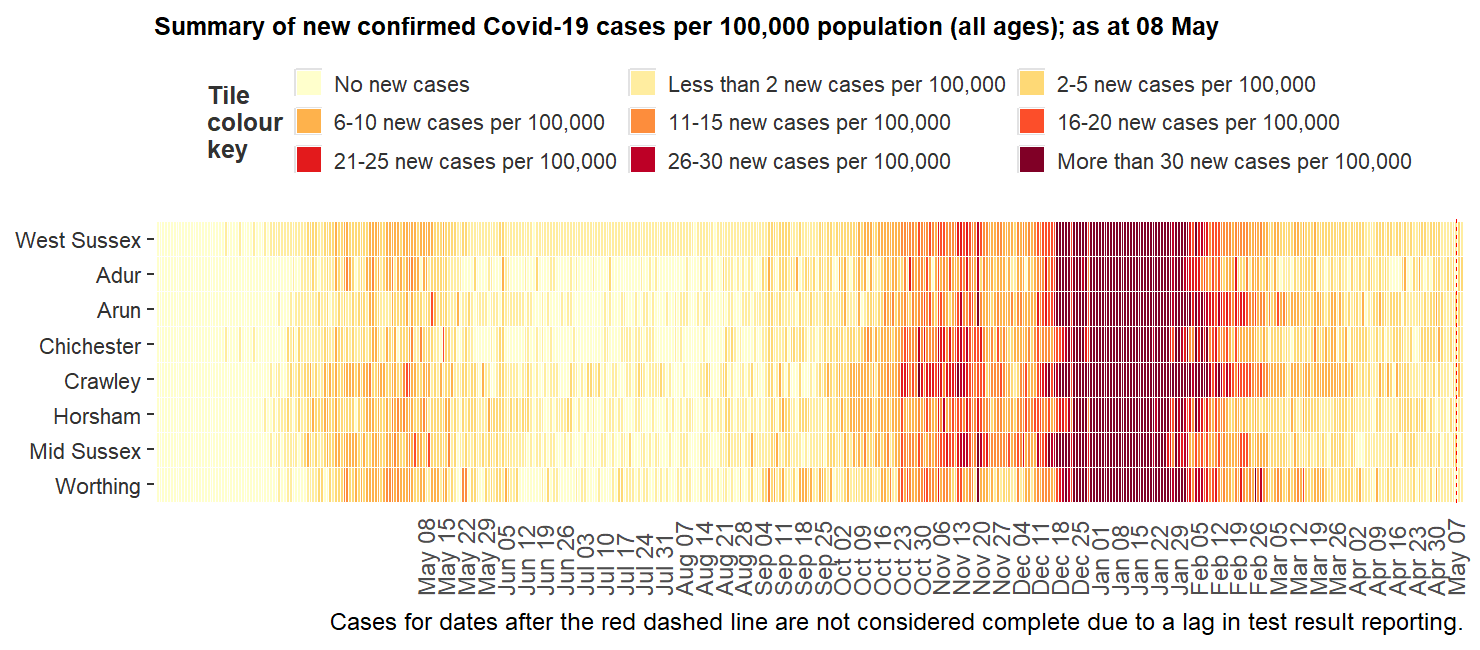 Summary of new confirmed Covid-19 cases per 100,000 population (all ages); as at 08 May
Tile
colour
key
No new cases
Less than 2 new cases per 100,000
2-5 new cases per 100,000
6-10 new cases per 100,000
11-15 new cases per 100,000
16-20 new cases per 100,000
21-25 new cases per 100,000
26-30 new cases per 100,000
More than 30 new cases per 100,000
West Sussex
Adur
Arun
Chichester
Crawley
Horsham
Mid Sussex
Worthing
May 08
May 15
May 22
May 29
Jun 05
Jun 12
Jun 19
Jun 26
Jul 03
Jul 10
Jul 17
Jul 24
Jul 31
Aug 07
Aug 14
Aug 21
Aug 28
Sep 04
Sep 11
Sep 18
Sep 25
Oct 02
Oct 09
Oct 16
Oct 23
Oct 30
Nov 06
Nov 13
Nov 20
Nov 27
Dec 04
Dec 11
Dec 18
Dec 25
Jan 01
Jan 08
Jan 15
Jan 22
Jan 29
Feb 05
Feb 12
Feb 19
Feb 26
Mar 05
Mar 12
Mar 19
Mar 26
Apr 02
Apr 09
Apr 16
Apr 23
Apr 30
May 07
Cases for dates after the red dashed line are not considered complete due to a lag in test result reporting.